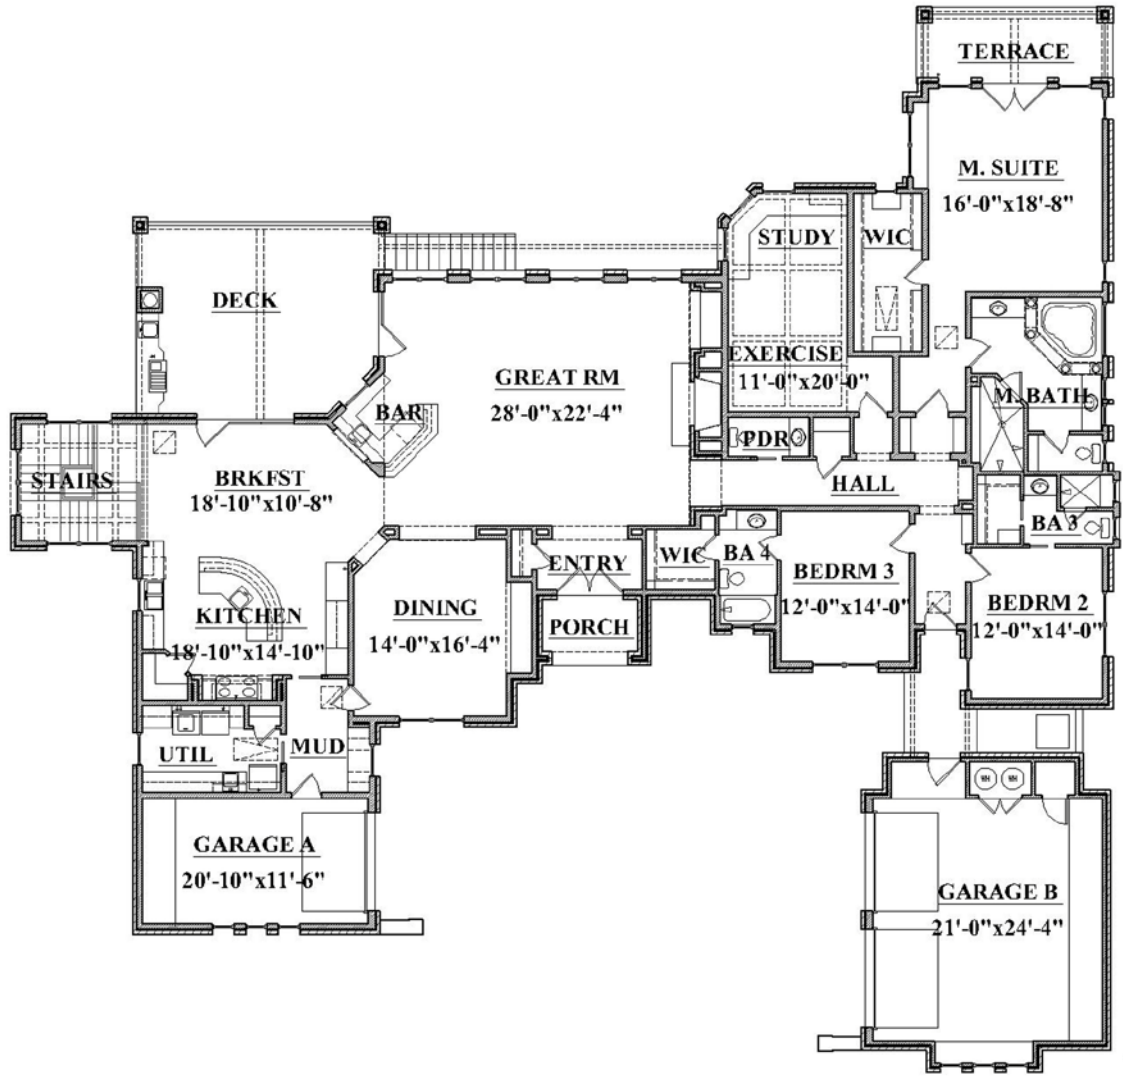 TERRACE
M. SUITE
16'-0"x18'-8"
STUDY
WIC
DECK
EXERCISE
11'-0"x20'-0"
GREAT RM
28'-0"x22'-4"
BAR
M. BATH
PDR
STAIRS
BRKFST
18'-10"x10'-8"
HALL
BA 3
ENTRY
WIC
BA 4
BEDRM 3
12'-0"x14'-0"
BEDRM 2
12'-0"x14'-0"
KITCHEN
18'-10"x14'-10"
DINING
14'-0"x16'-4"
PORCH
UTIL
MUD
WH
WH
GARAGE A
20'-10"x11'-6"
GARAGE B
21'-0"x24'-4"